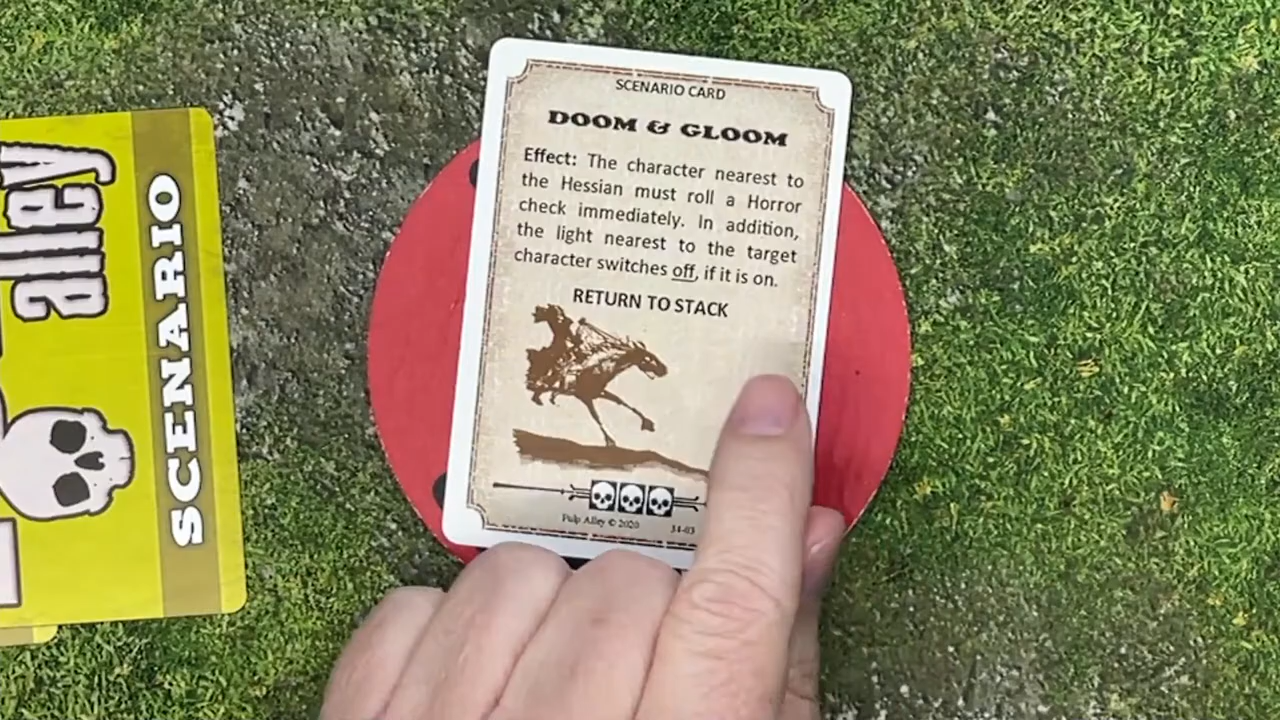 SCENARIO CARD
DOOM & GLOOM
Effect: The character nearest to
the Hessian must roll a Horror
check immediately. In addition,
the light nearest to the target
character switches off, if it is on.
RETURN TO STACK
Pulp Alley © 2020
34-03
alley
SCENARIO